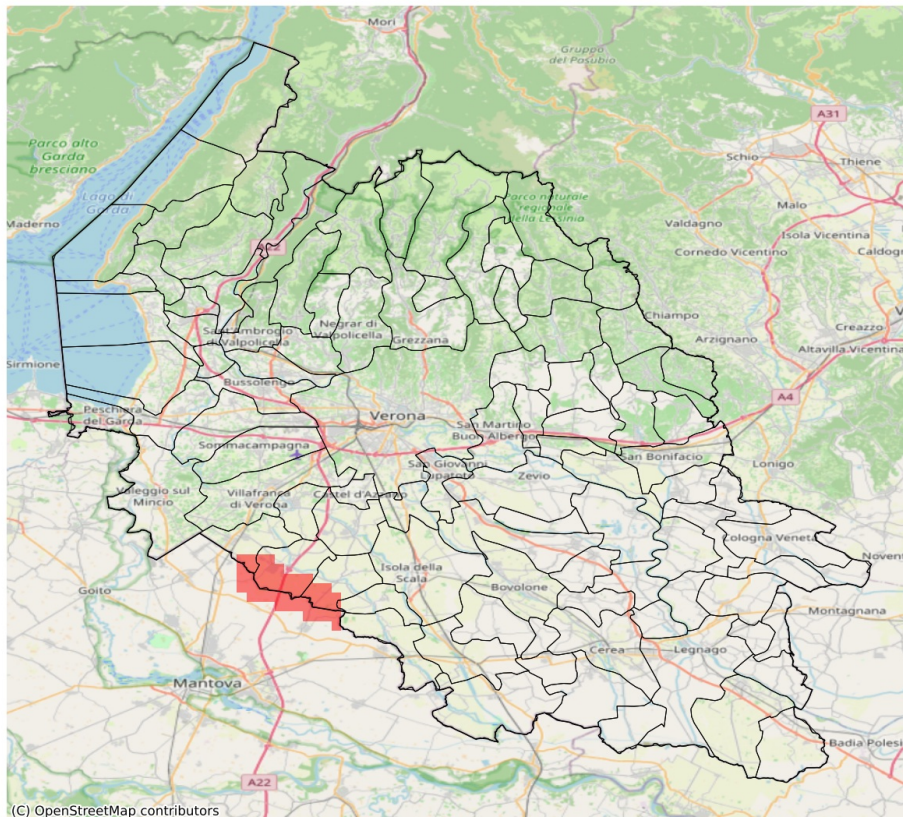 Mori
Gruppo
del Pasubio
A31
Parco alto
Garda
bresciano
Schio
Thiene
Lago di
Garda
Parco naturale
regionale
della Lessinia
Malo
Maderno
Valdagno
Isola Vicentina
A22
Cornedo Vicentino
Caldogn
Chiampo
Sant'Ambrogio
di Valpolicella
Negrar di
Valpolicella
Grezzana
Arzignano
Creazzo
Altavilla Vicentina
Sirmione
Bussolengo
A4
Peschiera
del Garda
Verona
Sommacampagna
San Martino
Buon Albergo
San Bonifacio
Lonigo
San Giovanni
Lupatoto
Zevio
Valeggio sul
Mincio
Villafranca
di Verona
Castel d'Azzano
Cologna Veneta
Isola della
Scala
Bovolone
Goito
Montagnana
Cerea
Legnago
Mantova
Badia Polesi
A22
(C) OpenStreetMap contributors